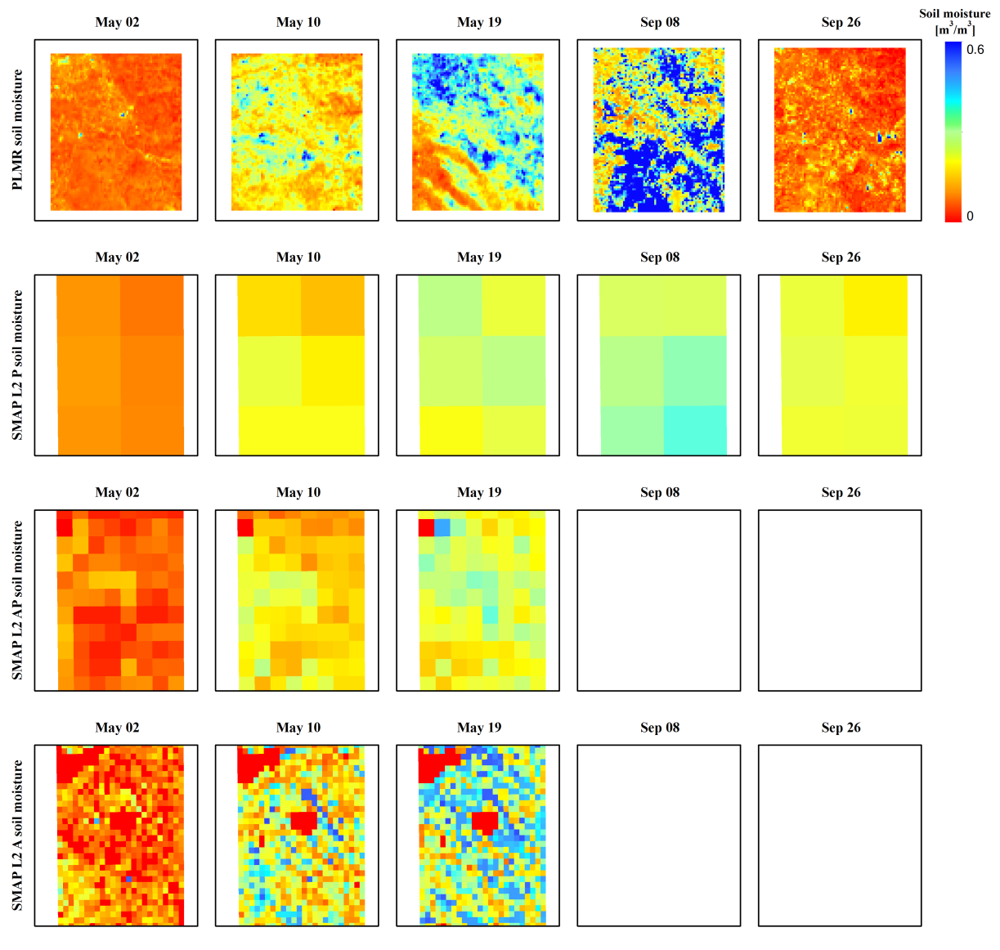 May 02 May 10 May 19 Sep 08 Sep 26
Soil moisture
[m³/m³]
0.6
0
PLMR soil moisture
May 02 May 10 May 19 Sep 08 Sep 26
SMAP L2 P soil moisture
May 02 May 10 May 19 Sep 08 Sep 26
SMAP L2 AP soil moisture
May 02 May 10 May 19 Sep 08 Sep 26
SMAP L2 A soil moisture